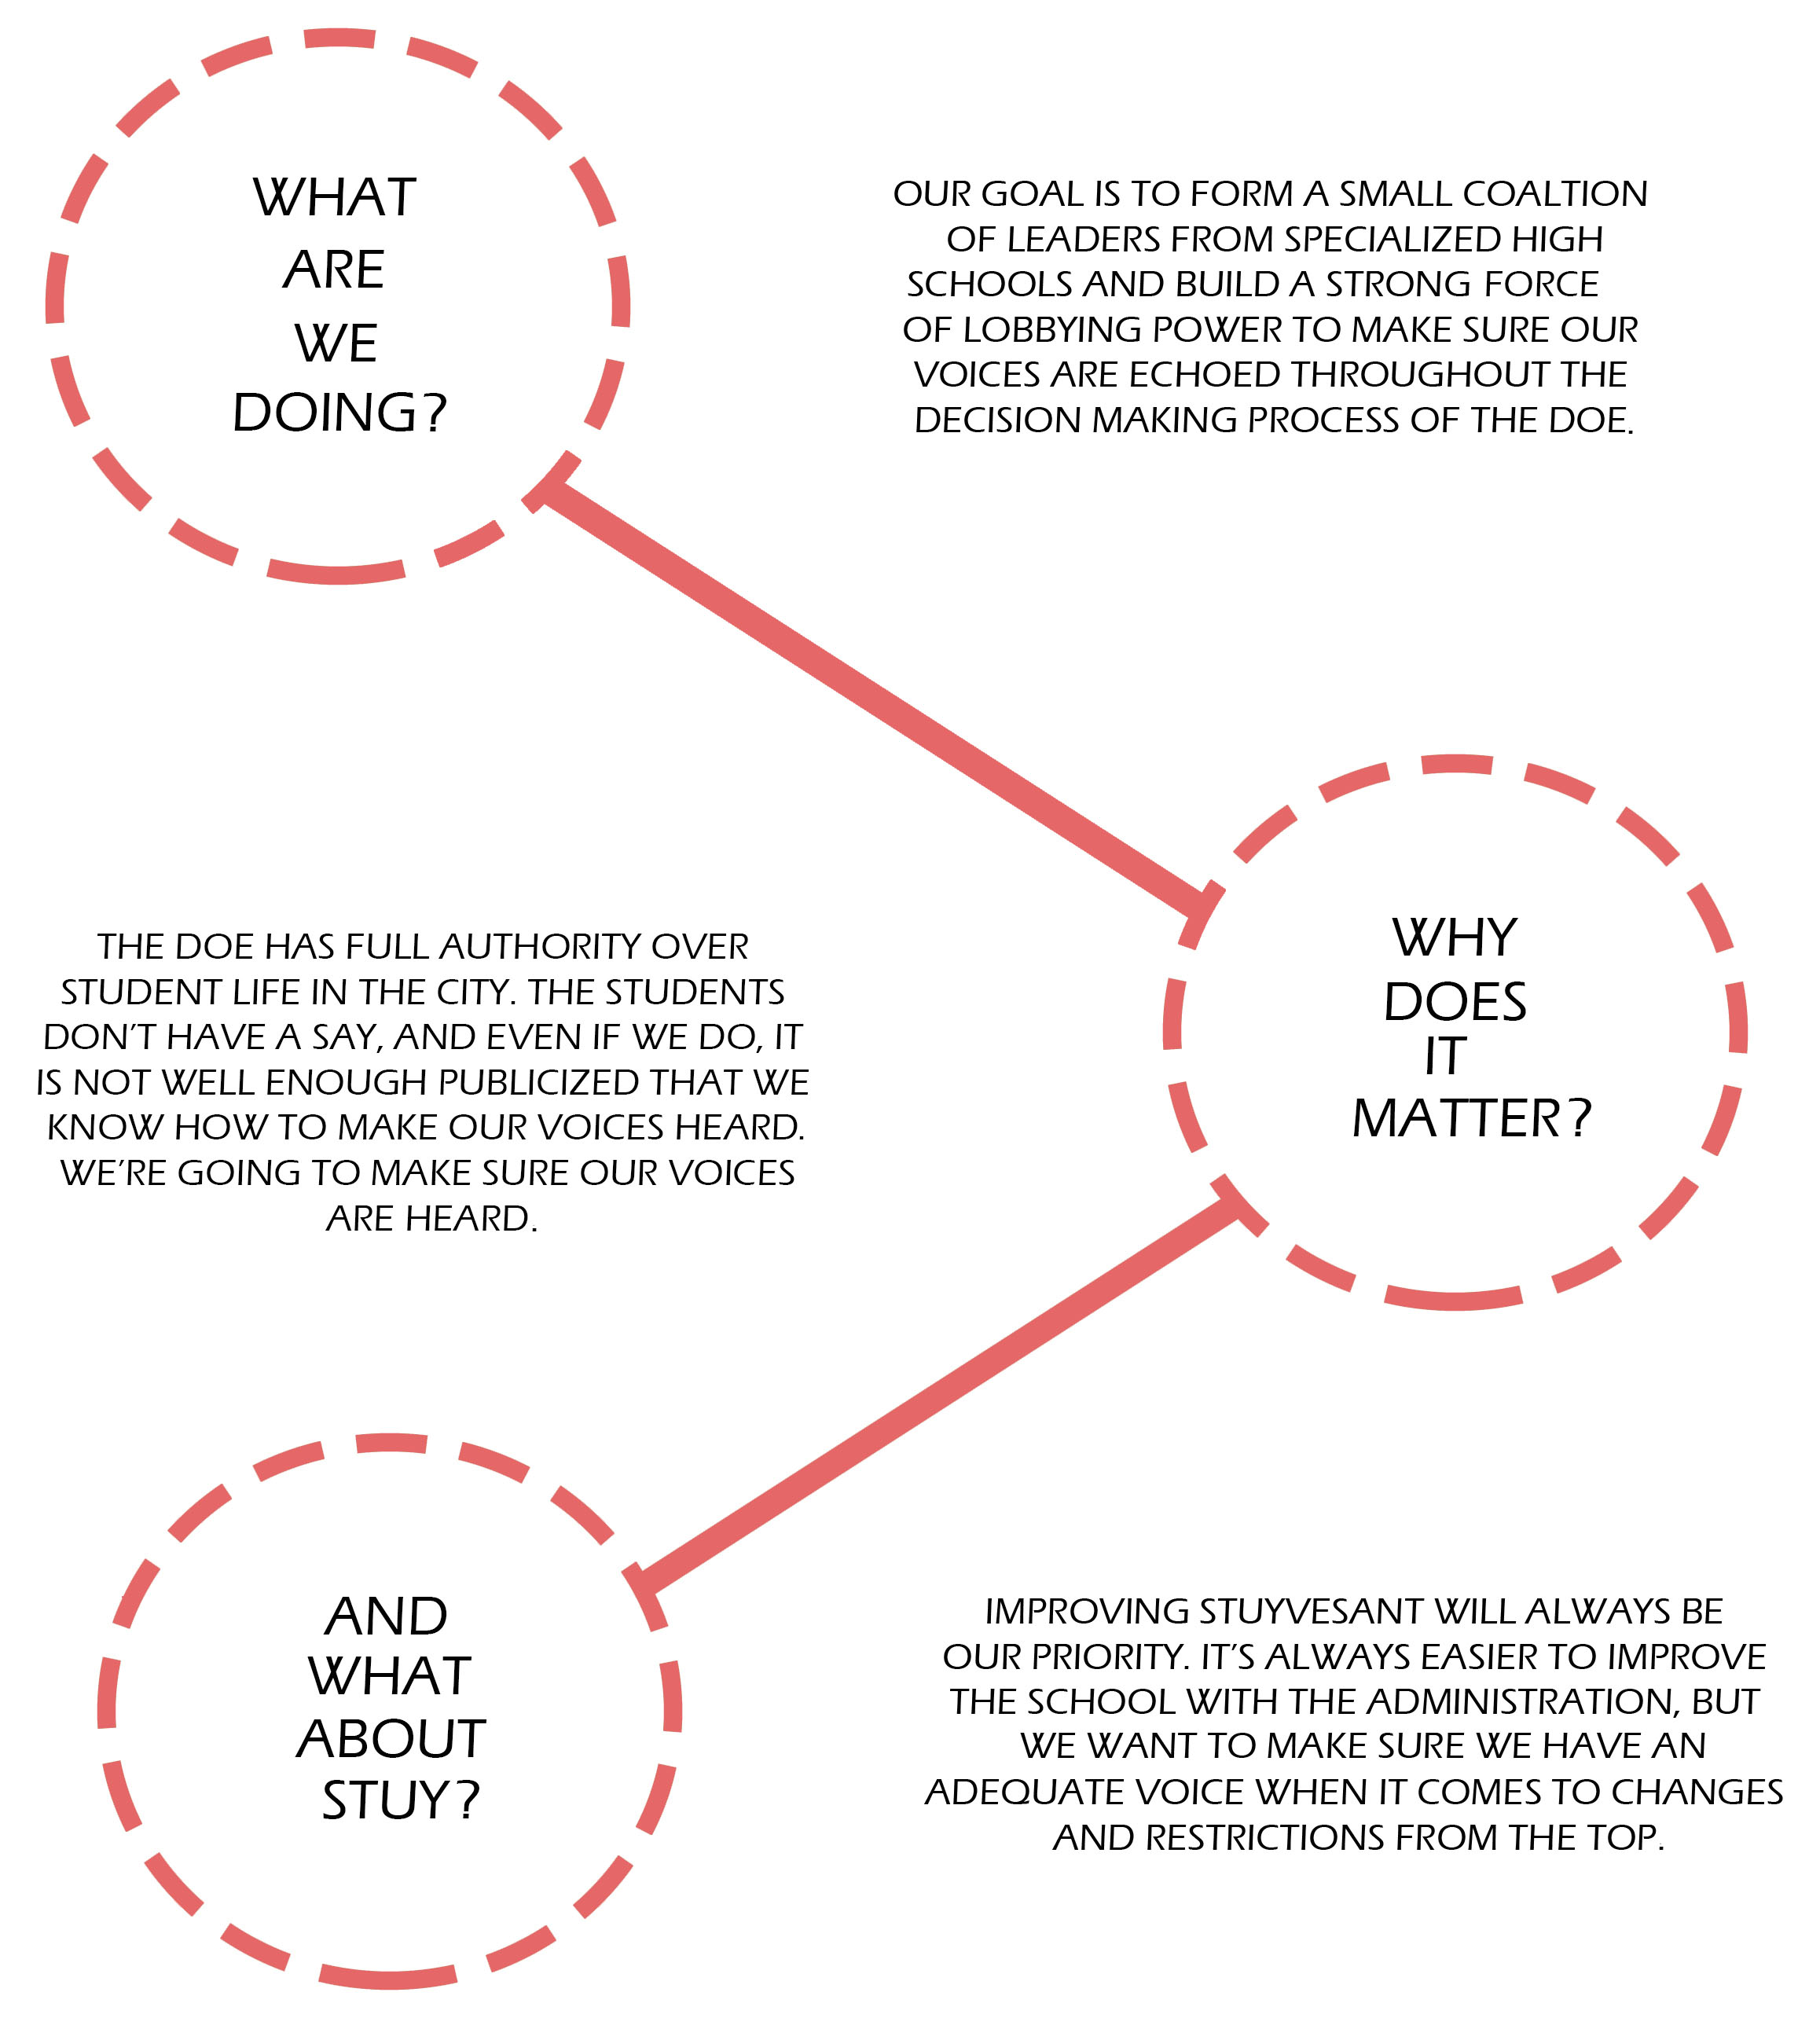 WHAT
ARE
WE
DOING?
OUR GOAL IS TO FORM A SMALL COALTION
OF LEADERS FROM SPECIALIZED HIGH
SCHOOLS AND BUILD A STRONG FORCE
OF LOBBYING POWER TO MAKE SURE OUR
VOICES ARE ECHOED THROUGHOUT THE
DECISION MAKING PROCESS OF THE DOE.
WHY
DOES
IT
MATTER?
THE DOE HAS FULL AUTHORITY OVER
STUDENT LIFE IN THE CITY. THE STUDENTS
DON'T HAVE A SAY, AND EVEN IF WE DO, IT
IS NOT WELL ENOUGH PUBLICIZED THAT WE
KNOW HOW TO MAKE OUR VOICES HEARD.
WE'RE GOING TO MAKE SURE OUR VOICES
ARE HEARD.
AND
WHAT
ABOUT
STUY?
IMPROVING STUYVESANT WILL ALWAYS BE
OUR PRIORITY. IT'S ALWAYS EASIER TO IMPROVE
THE SCHOOL WITH THE ADMINISTRATION, BUT
WE WANT TO MAKE SURE WE HAVE AN
ADEQUATE VOICE WHEN IT COMES TO CHANGES
AND RESTRICTIONS FROM THE TOP.